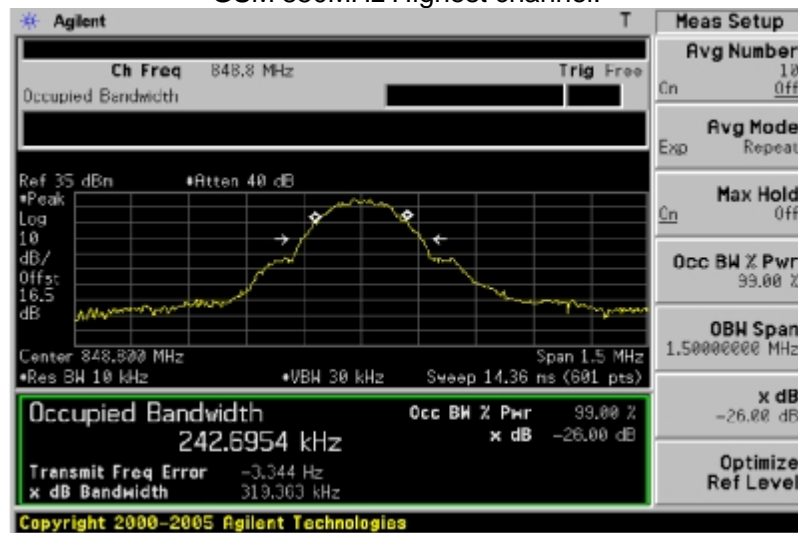 GSM 850MHz Highest channel:
Agilent T
Meas Setup
Ch Freq 848.8 MHz Trig Free
Occupied Bandwidth
Ref 35 dBm #Atten 40 dB
#Peak
Log
10
dB/
Offst
16.5
dB
Center 848.800 MHz Span 1.5 MHz
#Res BW 10 kHz #VBW 30 kHz Sweep 14.36 ms (601 pts)
Occupied Bandwidth
242.6954 kHz
Occ BW % Pwr 99.00 %
x dB -26.00 dB
Transmit Freq Error -3.344 Hz
x dB Bandwidth 319.363 kHz
Avg Number
10
On Off
Avg Mode
Exp Repeat
Max Hold
On Off
Occ BW % Pwr
99.00 %
OBW Span
1.50000000 MHz
x dB
-26.00 dB
Optimize
Ref Level
Copyright 2000-2005 Agilent Technologies